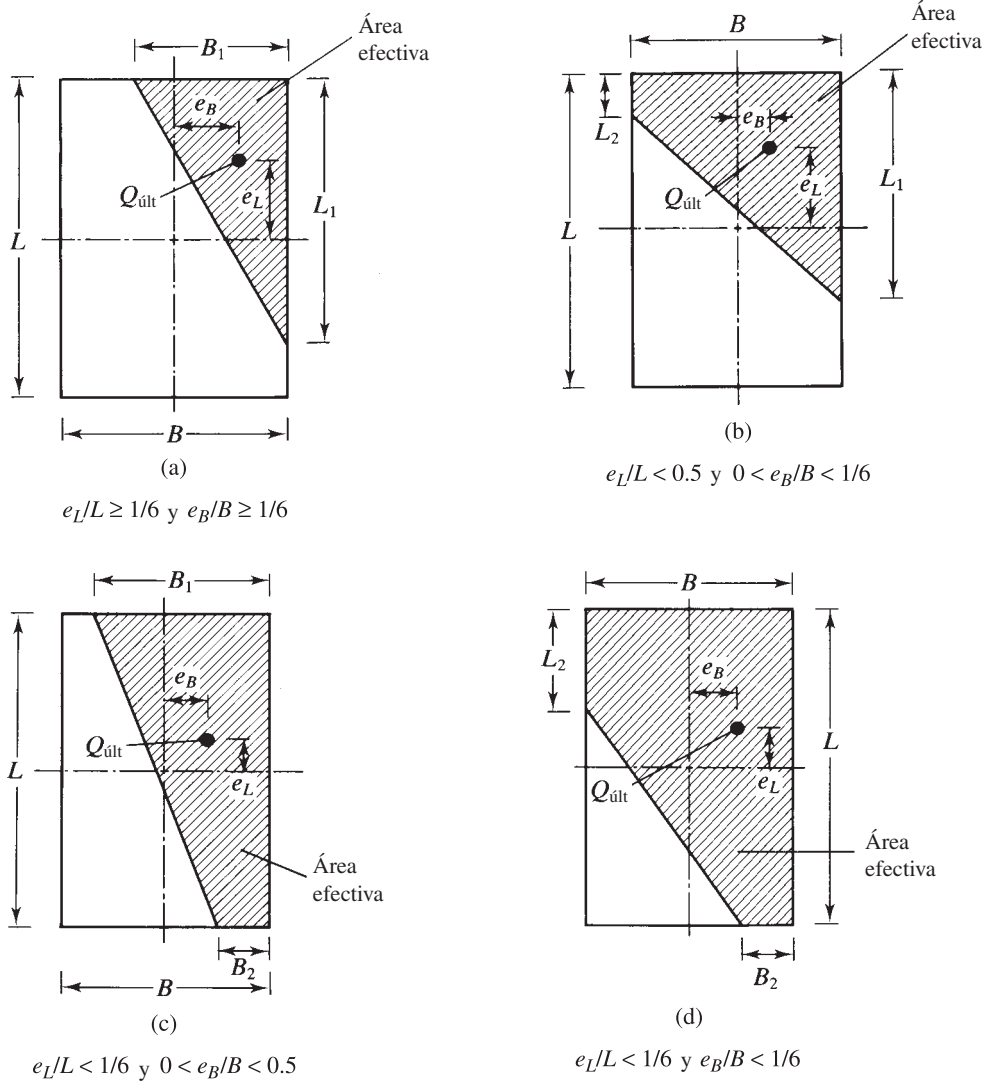 B₁
Área
efectiva
e_B
Q_últ
e_L
L
L₁
B
(a)
e_L/L ≥ 1/6 y e_B/B ≥ 1/6
B
Área
efectiva
L₂
e_B
Q_últ
e_L
L
L₁
(b)
e_L/L < 0.5 y 0 < e_B/B < 1/6
B₁
e_B
Q_últ
L
e_L
Área
efectiva
B₂
B
(c)
e_L/L < 1/6 y 0 < e_B/B < 0.5
B
L₂
e_B
L
Q_últ
e_L
Área
efectiva
B₂
(d)
e_L/L < 1/6 y e_B/B < 1/6